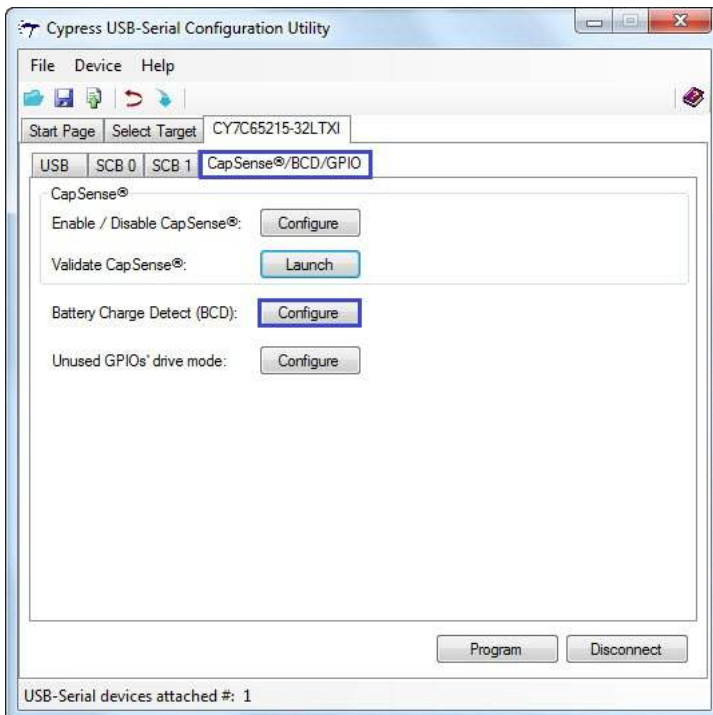 Cypress USB-Serial Configuration Utility
File Device Help
Start Page Select Target CY7C65215-32LTXI
USB SCB 0 SCB 1 CapSense®/BCD/GPIO
CapSense®
Enable / Disable CapSense®: Configure
Validate CapSense®: Launch
Battery Charge Detect (BCD): Configure
Unused GPIOs' drive mode: Configure
Program Disconnect
USB-Serial devices attached #: 1